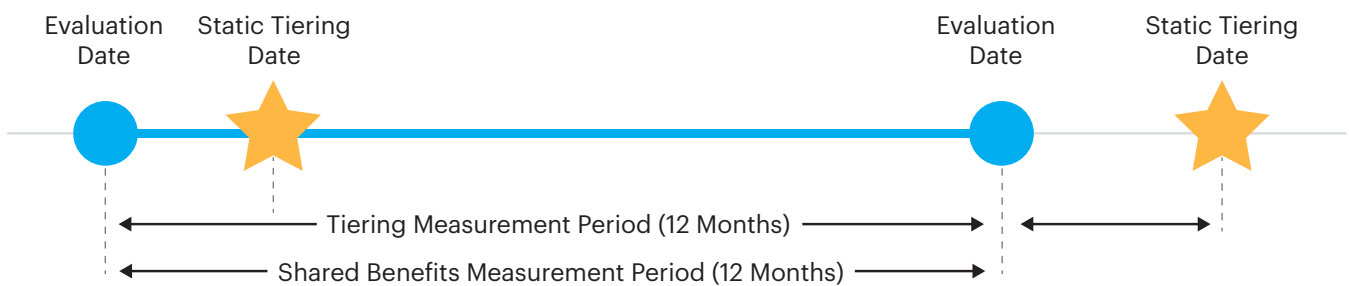 Evaluation
Date
Static Tiering
Date
Evaluation
Date
Static Tiering
Date
Tiering Measurement Period (12 Months)
Shared Benefits Measurement Period (12 Months)